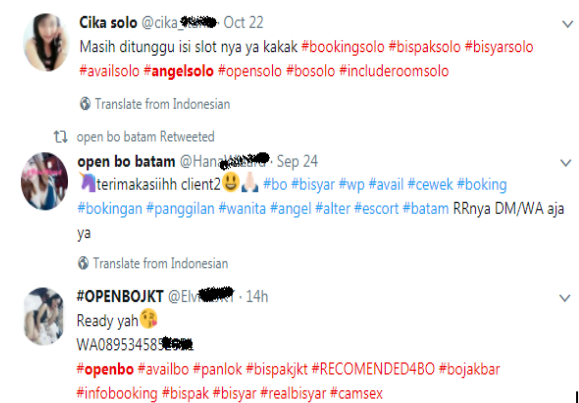 Cika solo @cika_ · Oct 22
Masih ditunggu isi slot nya ya kakak #bookingsolo #bispaksolo #bisyarsolo
#availsolo #angelsolo #opensolo #bosolo #includeroomsolo
Translate from Indonesian
open bo batam Retweeted
open bo batam @Hana · Sep 24
terimakasiihh client2 #bo #bisyar #wp #avail #cewek #boking
#bokingan #panggilan #wanita #angel #alter #escort #batam RRnya DM/WA aja
ya
Translate from Indonesian
#OPENBOJKT @Elv · 14h
Ready yah
WA089534585
#openbo #availbo #panlok #bispakjkt #RECOMENDED4BO #bojakbar
#infobooking #bispak #bisyar #realbisyar #camsex